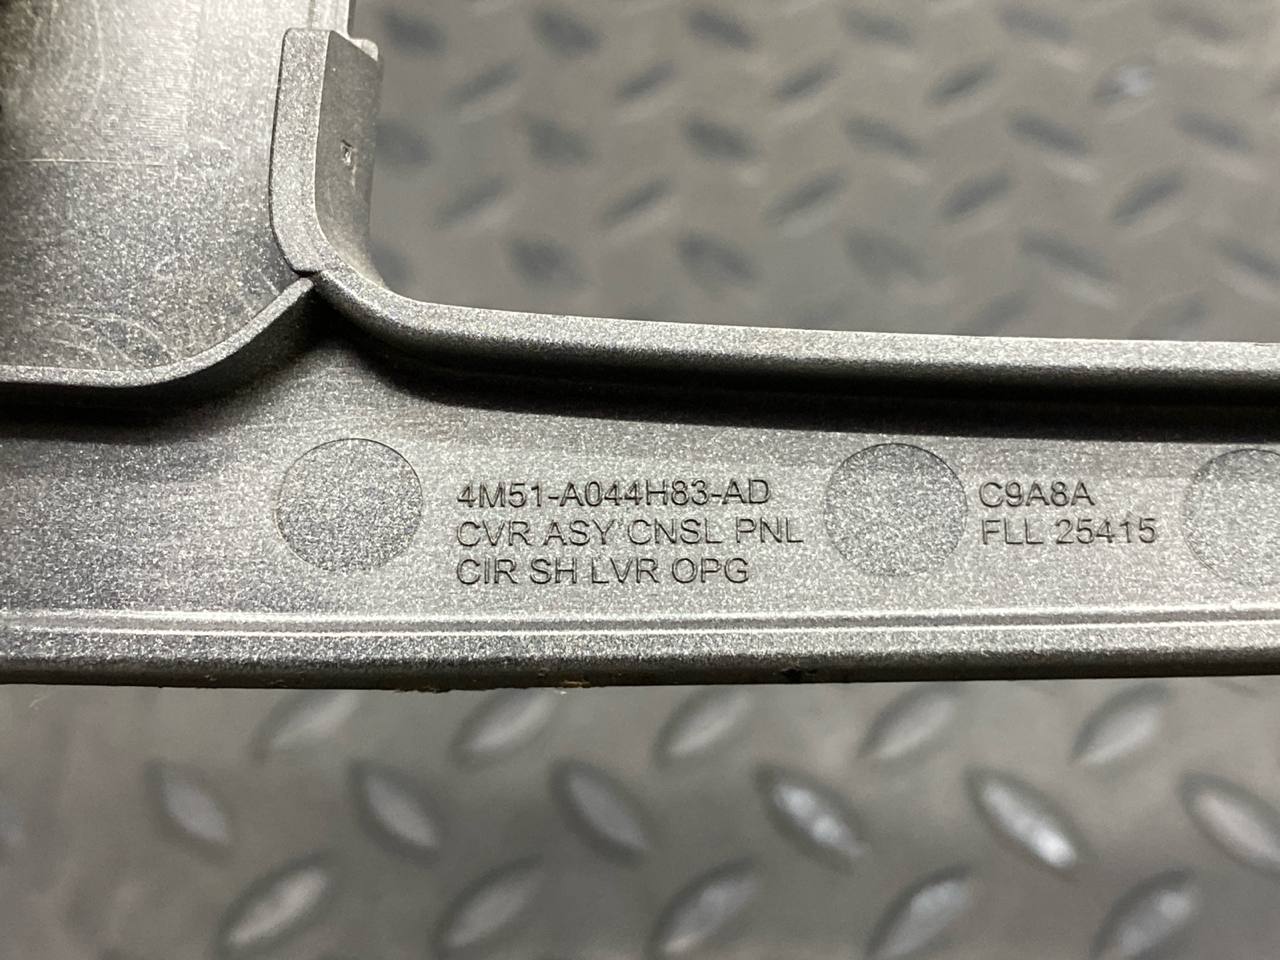 4M51-A044H83-AD
CVR ASY CNSL PNL
CIR SH LVR OPG
C9A8A
FLL 25415